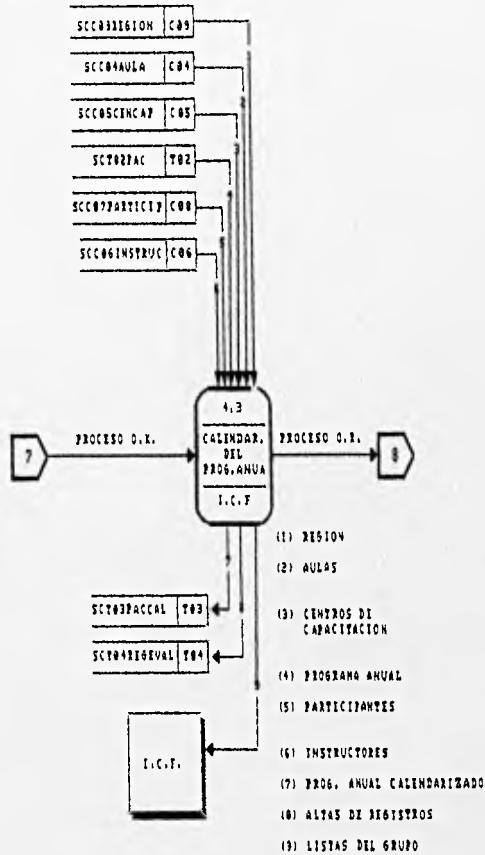 SCC03REGION C09
SCC04AULA C04
SCC05CENCAP C05
SCT02PAC T02
SCC07PARTICIP C08
SCC06INSTRUC C06
4.3
7 PROCESO O.K. CALENDAR. PROCESO O.K. 8
DEL
PROG.ANUA
I.C.F
(1) REGION
(2) AULAS
SCT03PACCAL T03
(3) CENTROS DE
CAPACITACION
SCT04REGEVAL T04
(4) PROGRAMA ANUAL
(5) PARTICIPANTES
I.C.F.
(6) INSTRUCTORES
(7) PROG. ANUAL CALENDARIZADO
(8) ALTAS DE REGISTROS
(9) LISTAS DEL GRUPO